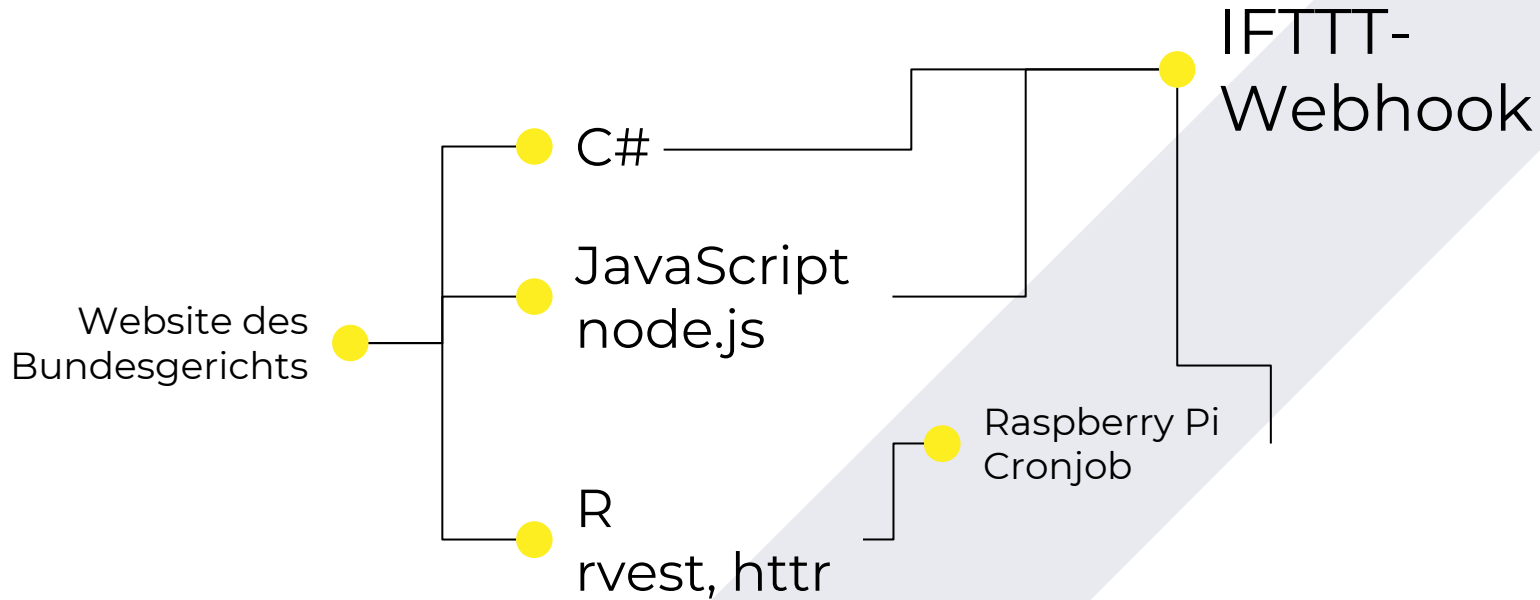 IFTTT-
Webhook
C#
JavaScript
node.js
Website des
Bundesgerichts
Raspberry Pi
Cronjob
R
rvest, httr